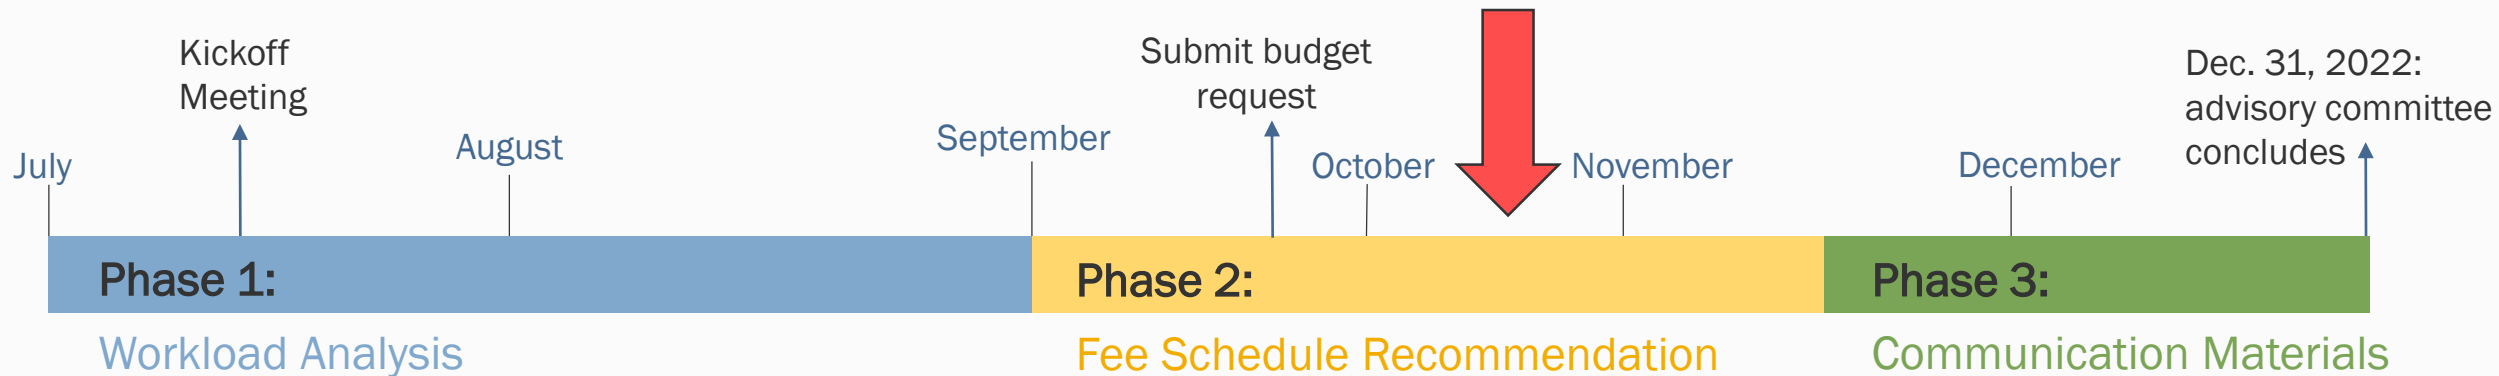 Kickoff
Meeting
Submit budget
request
Dec. 31, 2022:
advisory committee
concludes
July
August
September
October
November
December
Phase 1:
Phase 2:
Phase 3:
Workload Analysis
Fee Schedule Recommendation
Communication Materials